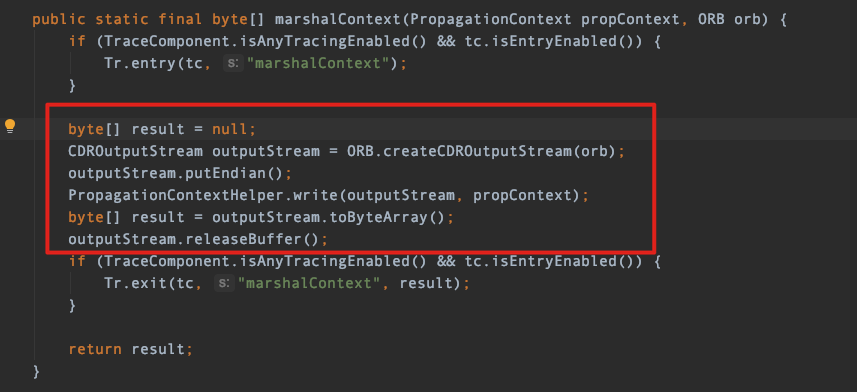 public static final byte[] marshalContext(PropagationContext propContext, ORB orb) {
if (TraceComponent.isAnyTracingEnabled() && tc.isEntryEnabled()) {
Tr.entry(tc, s: "marshalContext");
}
byte[] result = null;
CDROutputStream outputStream = ORB.createCDROutputStream(orb);
outputStream.putEndian();
PropagationContextHelper.write(outputStream, propContext);
byte[] result = outputStream.toByteArray();
outputStream.releaseBuffer();
if (TraceComponent.isAnyTracingEnabled() && tc.isEntryEnabled()) {
Tr.exit(tc, s: "marshalContext", result);
}
return result;
}